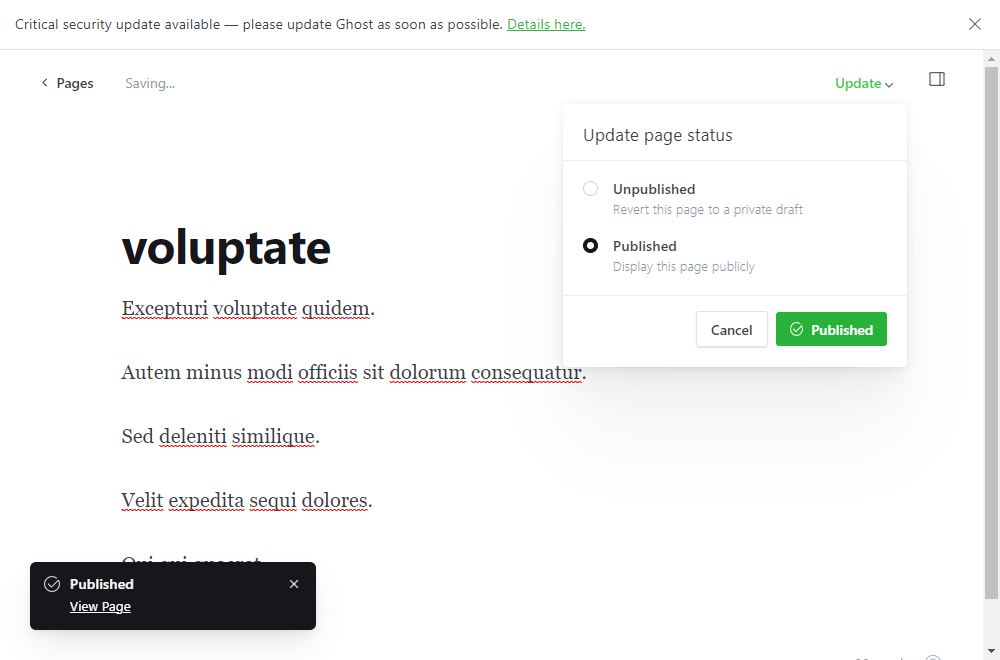 Critical security update available — please update Ghost as soon as possible. Details here.
Pages
Saving...
Update
Update page status
Unpublished
Revert this page to a private draft
Published
Display this page publicly
Cancel
Published
voluptate
Excepturi voluptate quidem.
Autem minus modi officiis sit dolorum consequatur.
Sed deleniti similique.
Velit expedita sequi dolores.
Published
View Page